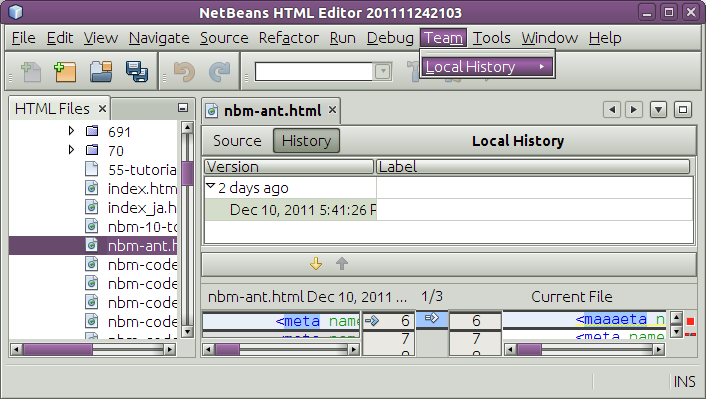 NetBeans HTML Editor 201111242103
File Edit View Navigate Source Refactor Run Debug Team Tools Window Help
Local History
HTML Files
691
70
55-tutoria
index.htm
index_ja.h
nbm-10-to
nbm-ant.h
nbm-code
nbm-code
nbm-code
nbm-code
nbm-ant.html
Source History Local History
Version Label
2 days ago
Dec 10, 2011 5:41:26 P
nbm-ant.html Dec 10, 2011 ... 1/3 Current File
<meta name 6 6 <maaaeta n
7 7 <meta name
INS